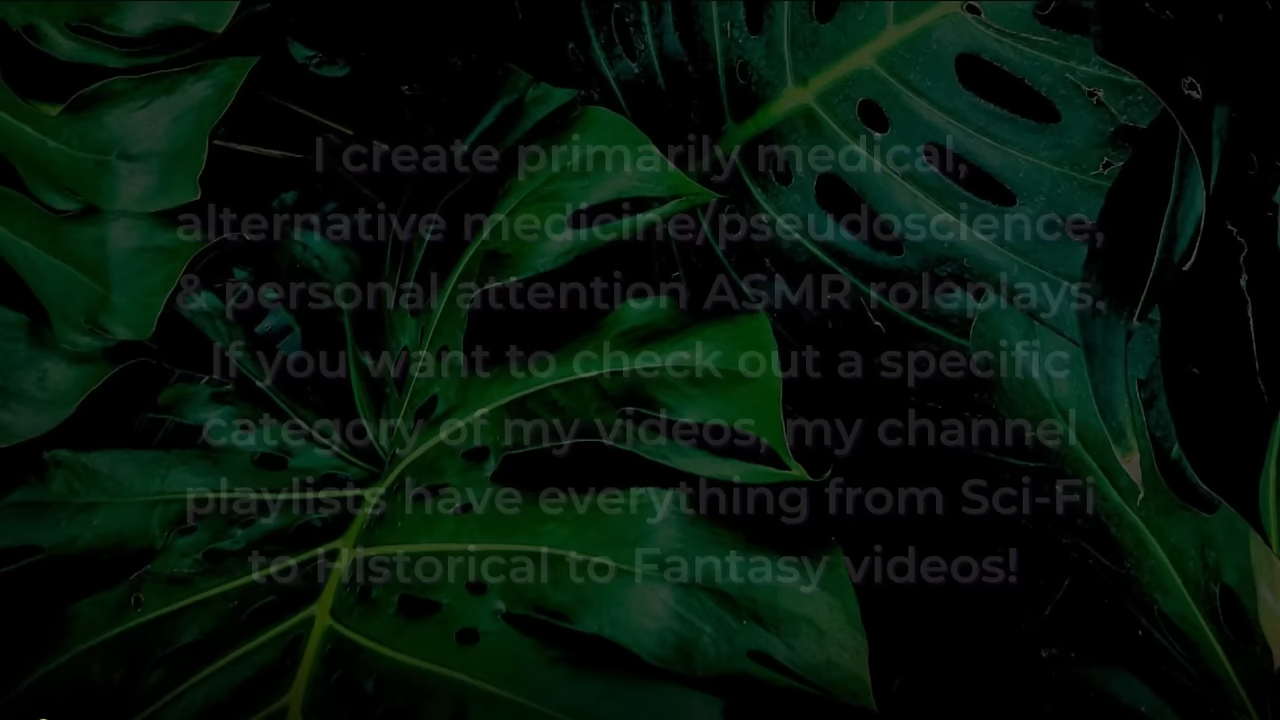 I create primarily medical,
alternative medicine/pseudoscience,
& personal attention ASMR roleplays.
If you want to check out a specific
category of my videos, my channel
playlists have everything from Sci-Fi
to Historical to Fantasy videos!